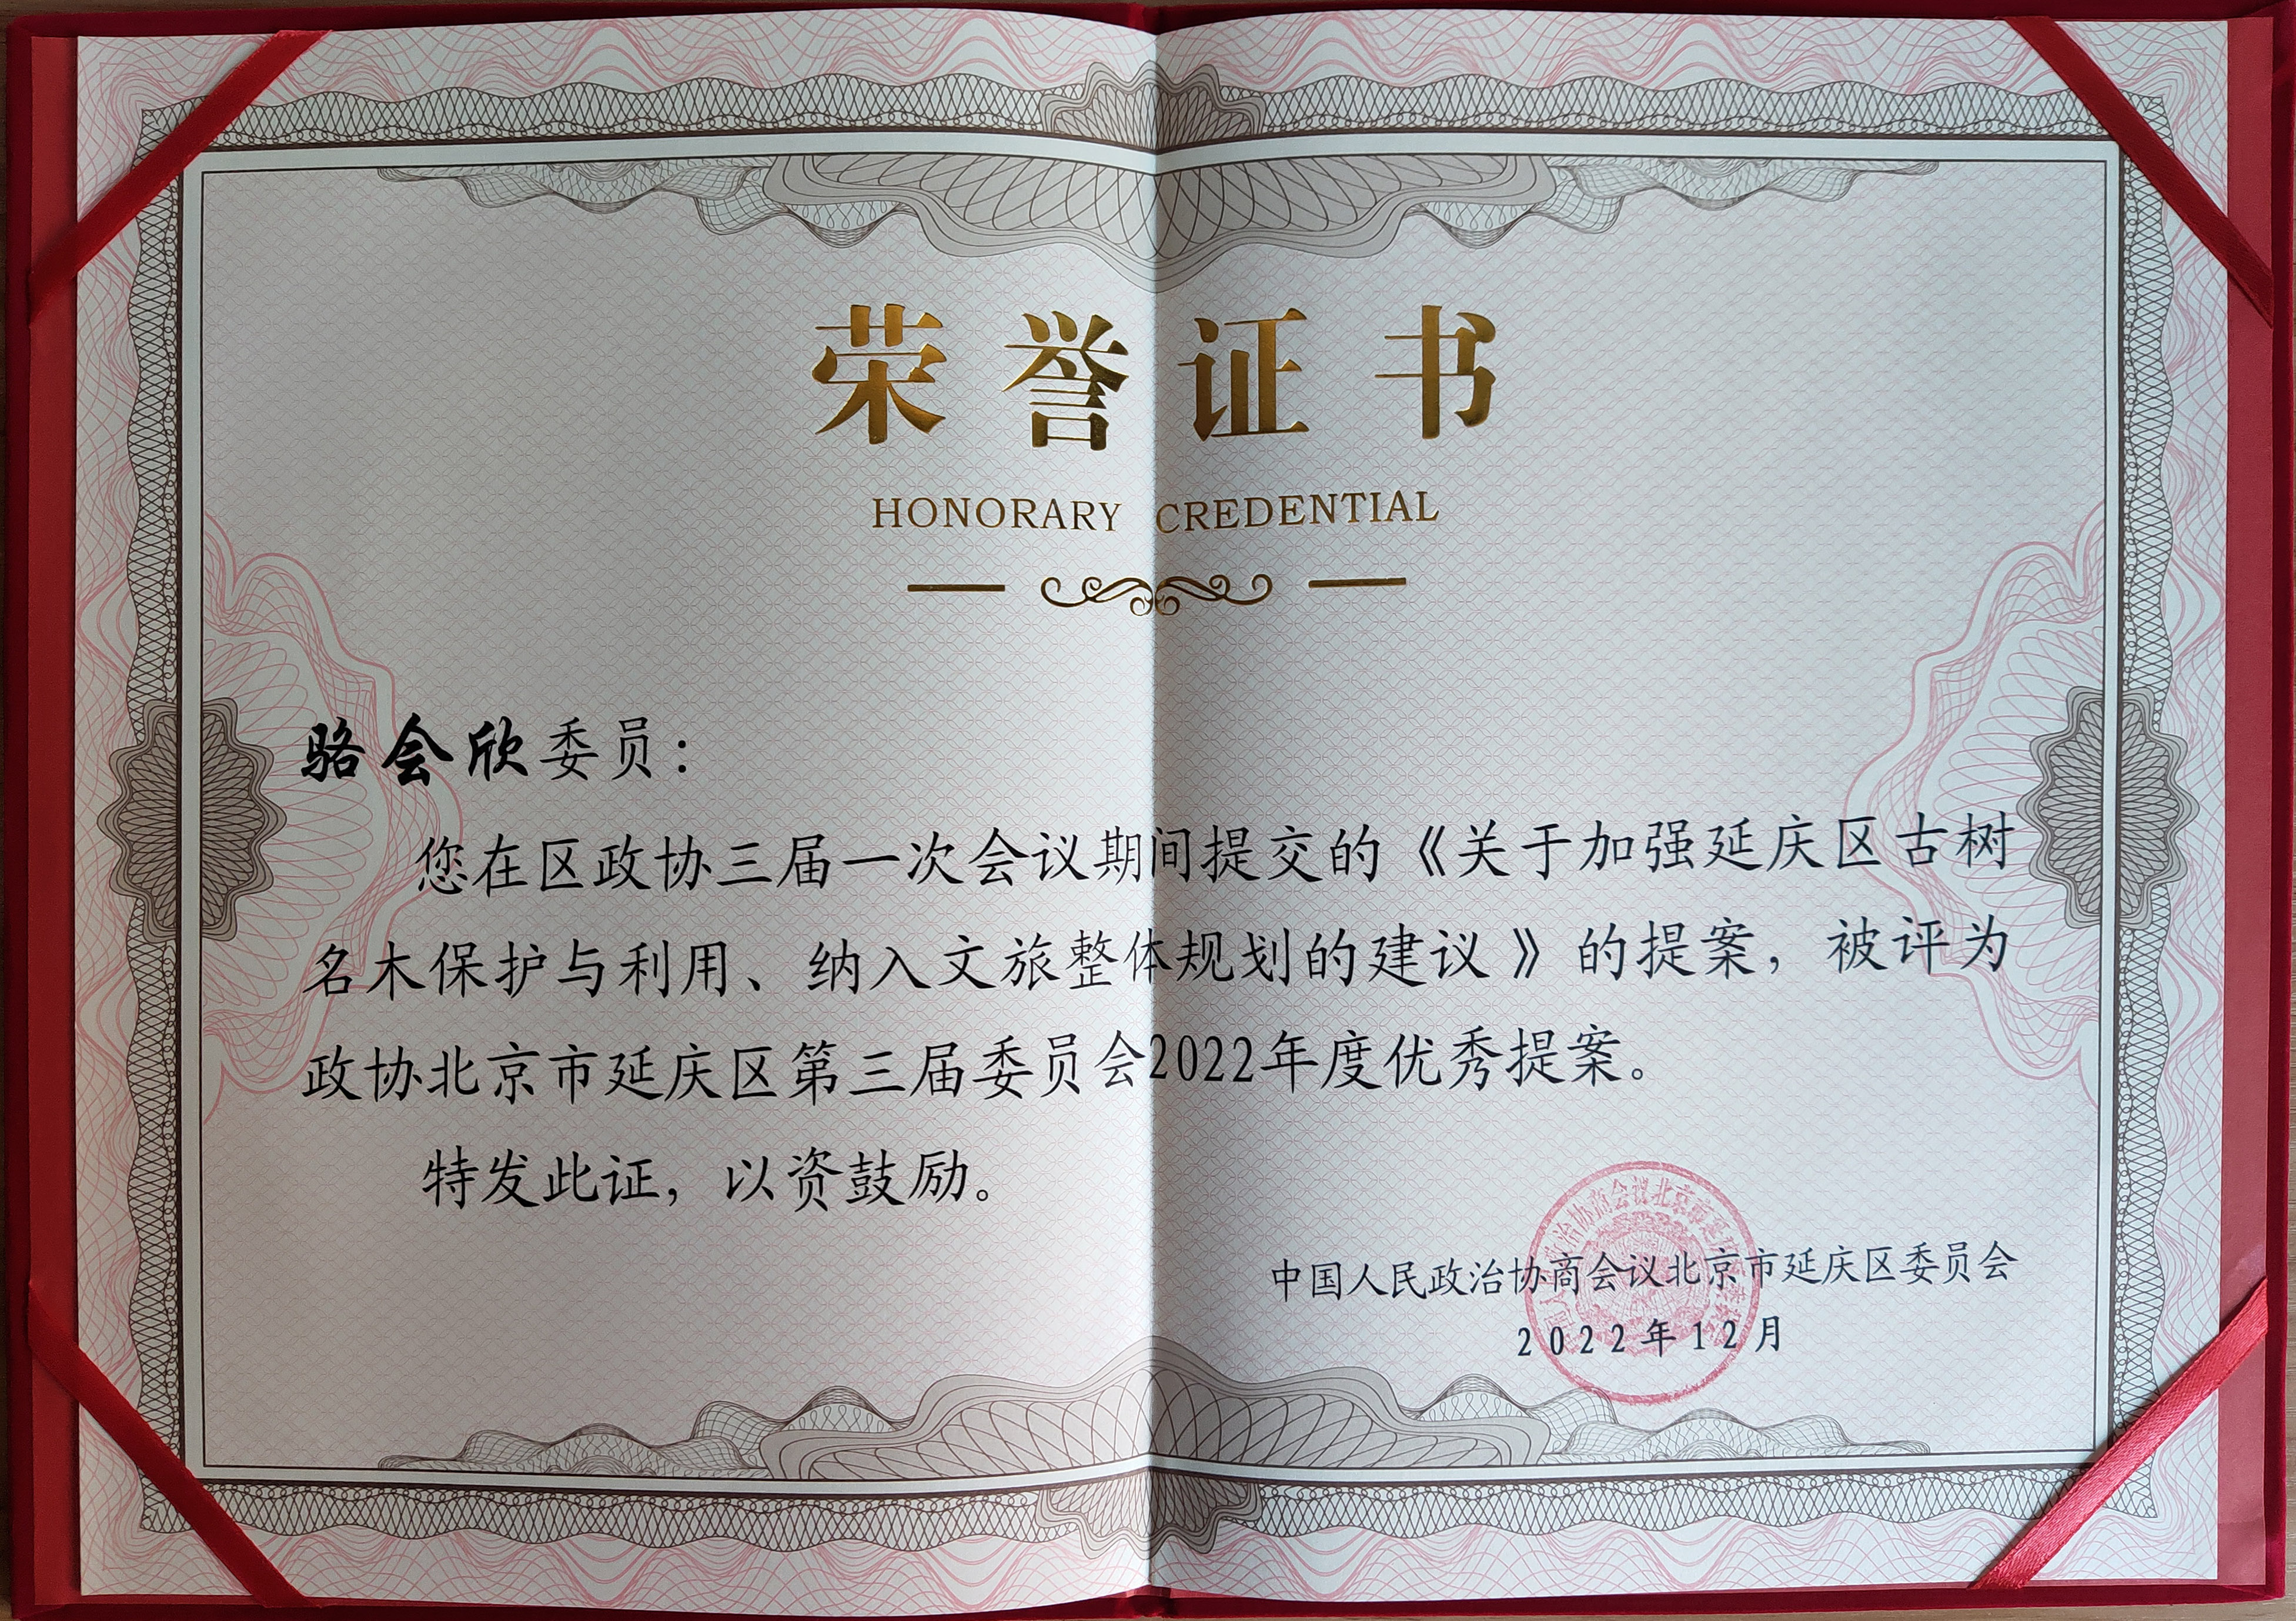 荣誉证书
HONORARY CREDENTIAL
骆会欣委员：
您在区政协三届一次会议期间提交的《关于加强延庆区古树
名木保护与利用、纳入文旅整体规划的建议》的提案，被评为
政协北京市延庆区第三届委员会2022年度优秀提案。
特发此证，以资鼓励。
中国人民政治协商会议北京市延庆区委员会
2022年12月